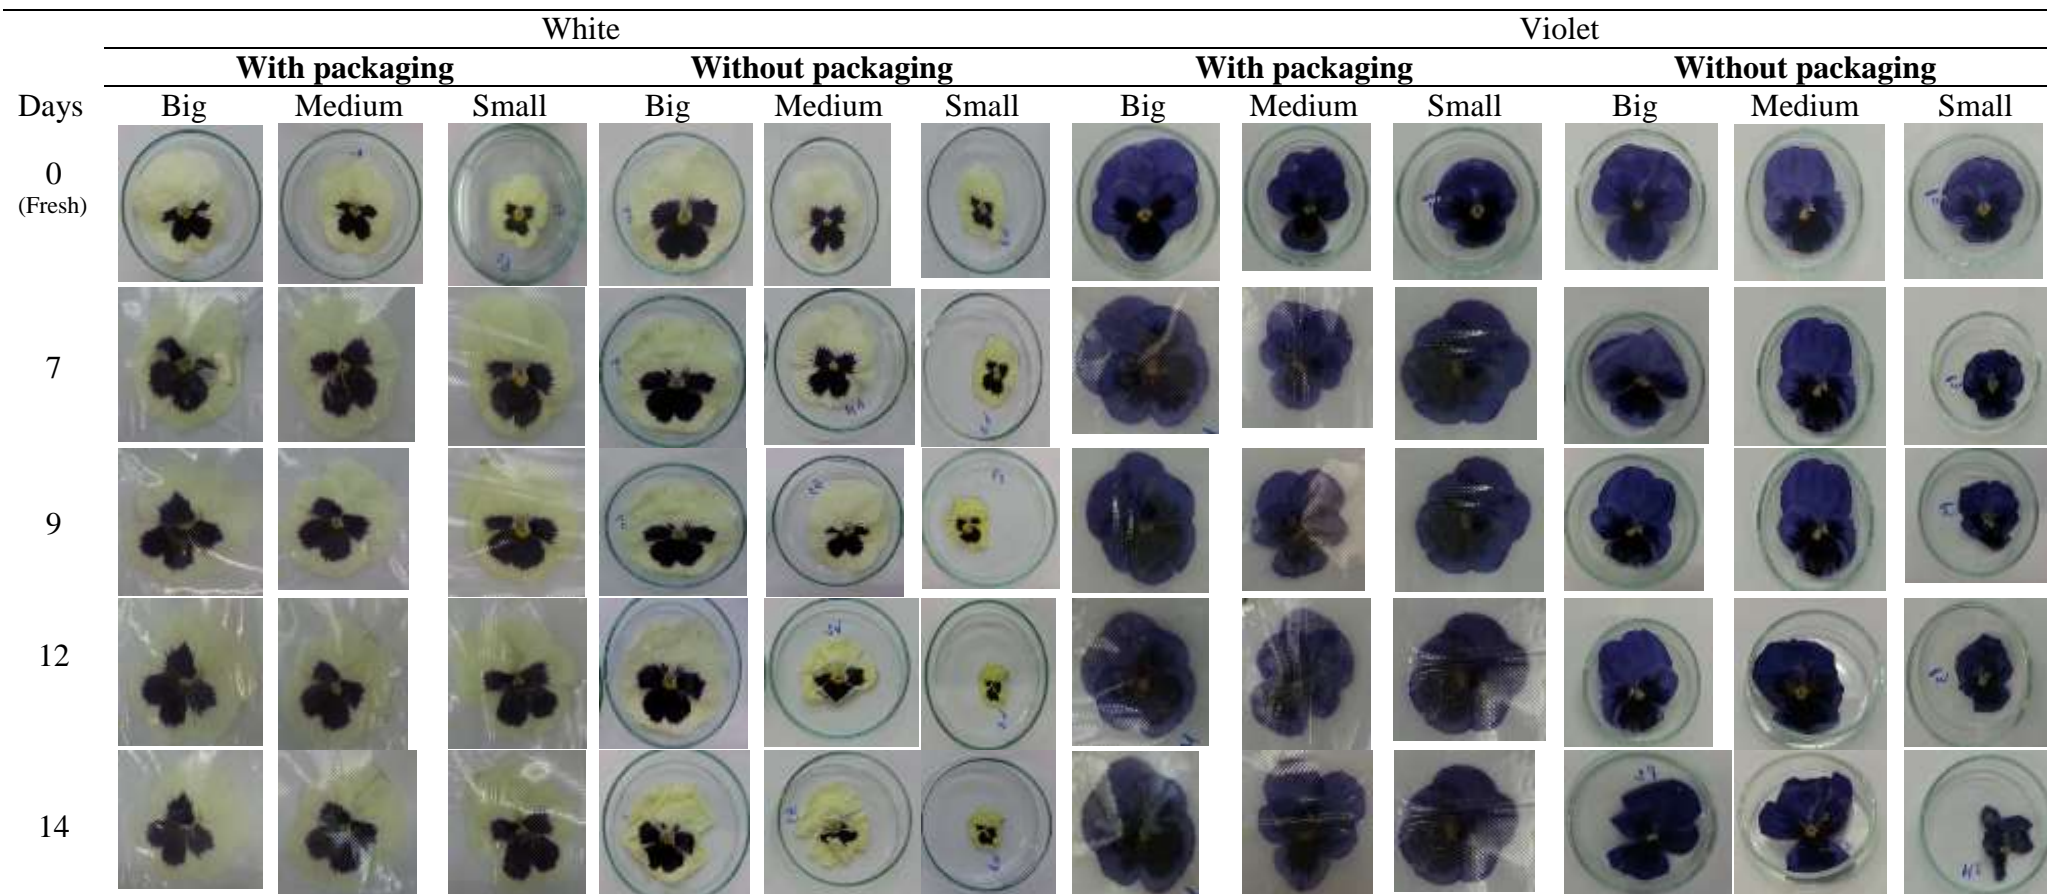 White Violet
With packaging Without packaging With packaging Without packaging
Days Big Medium Small Big Medium Small Big Medium Small Big Medium Small
0
(Fresh)
7
9
12
14